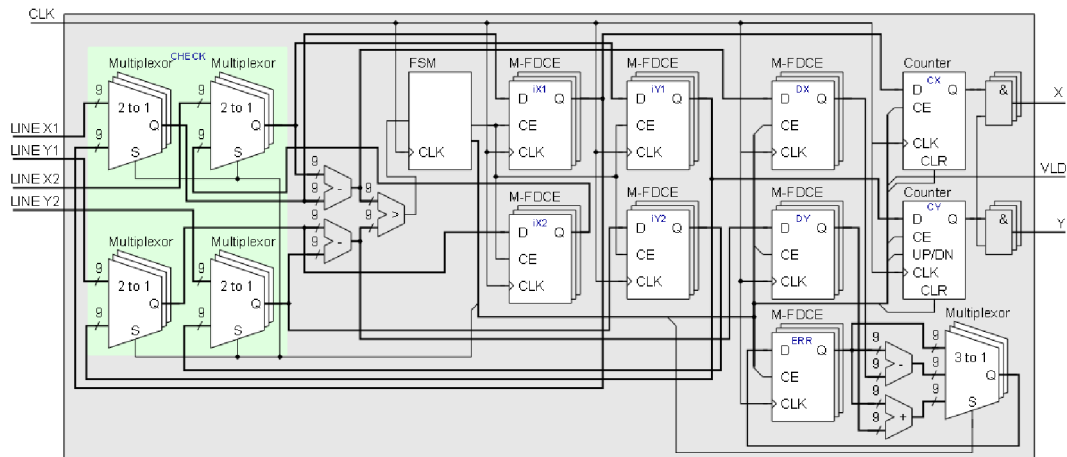 CLK
Multiplexor
CHECK
Multiplexor
FSM
M-FDCE
M-FDCE
M-FDCE
Counter
9
2 to 1
Q
9
S
9
2 to 1
Q
9
S
CLK
D iX1 Q
CE
CLK
D iY1 Q
CE
CLK
D DX Q
CE
CLK
CX
D Q
CE
CLK
CLR
&
X
LINE X1
LINE Y1
LINE X2
LINE Y2
VLD
9
9
-
9
9
-
9
9
>
M-FDCE
M-FDCE
M-FDCE
Counter
D iX2 Q
CE
CLK
D iY2 Q
CE
CLK
D DY Q
CE
CLK
CY
D Q
CE
UP/DN
CLK
CLR
&
Y
Multiplexor
Multiplexor
9
2 to 1
Q
9
S
9
2 to 1
Q
9
S
M-FDCE
Multiplexor
D ERR Q
CE
CLK
9
9
-
9
9
+
9
9
9
3 to 1
Q
S